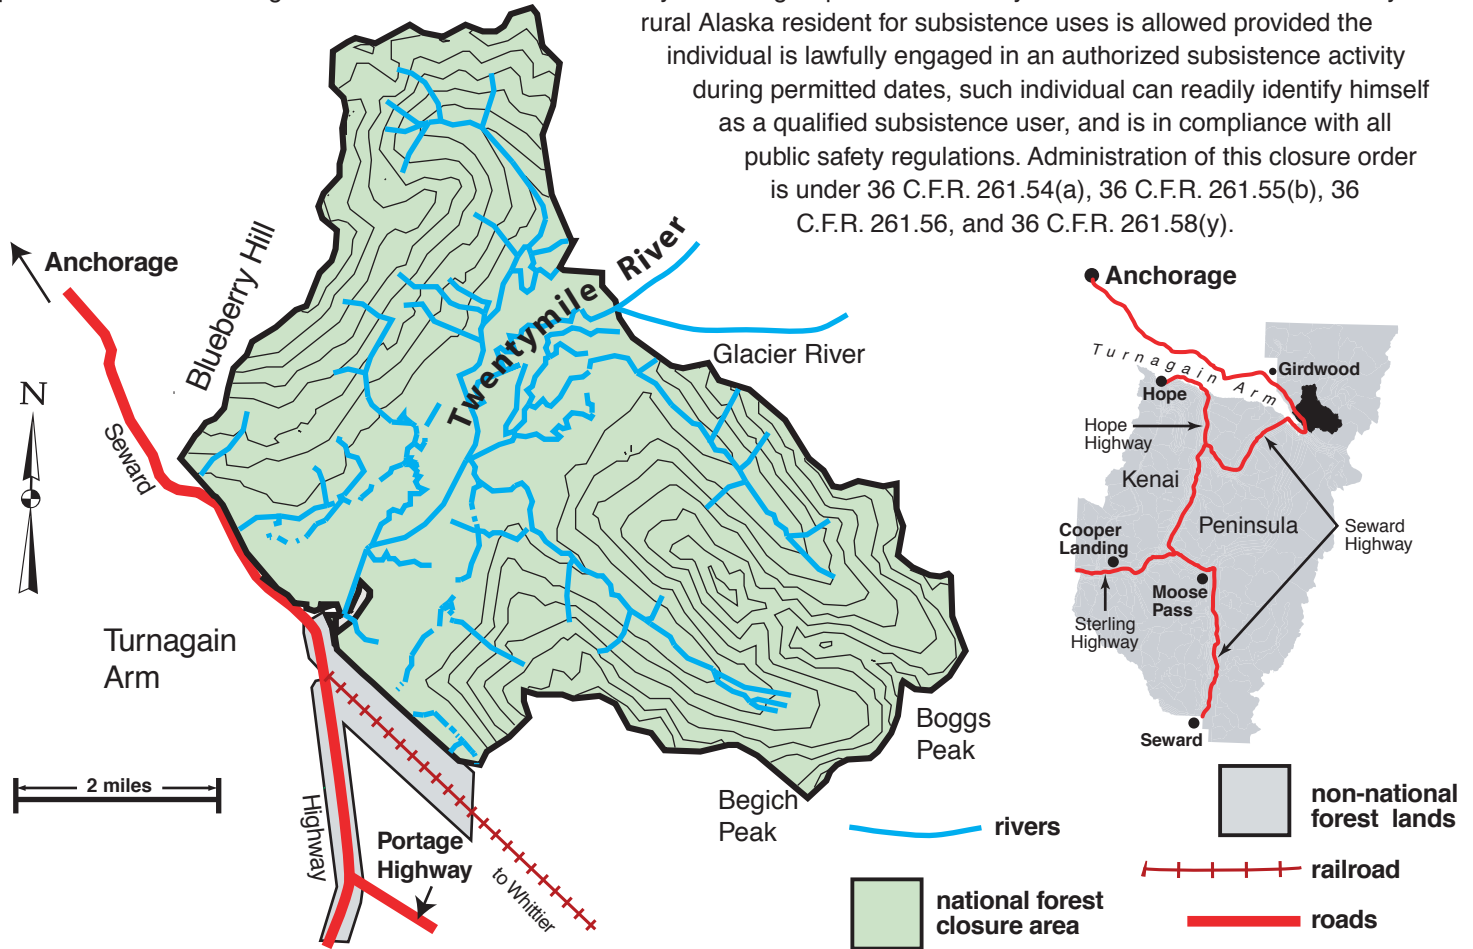 rural Alaska resident for subsistence uses is allowed provided the
individual is lawfully engaged in an authorized subsistence activity
during permitted dates, such individual can readily identify himself
as a qualified subsistence user, and is in compliance with all
public safety regulations. Administration of this closure order
is under 36 C.F.R. 261.54(a), 36 C.F.R. 261.55(b), 36
C.F.R. 261.56, and 36 C.F.R. 261.58(y).
Anchorage
Blueberry Hill
Twentymile River
Glacier River
N
Seward
Turnagain
Arm
2 miles
Highway
Portage
Highway
to Whittier
Begich
Peak
Boggs
Peak
Anchorage
Turnagain Arm
Girdwood
Hope
Hope
Highway
Kenai
Peninsula
Seward
Highway
Cooper
Landing
Moose
Pass
Sterling
Highway
Seward
rivers
national forest
closure area
non-national
forest lands
railroad
roads